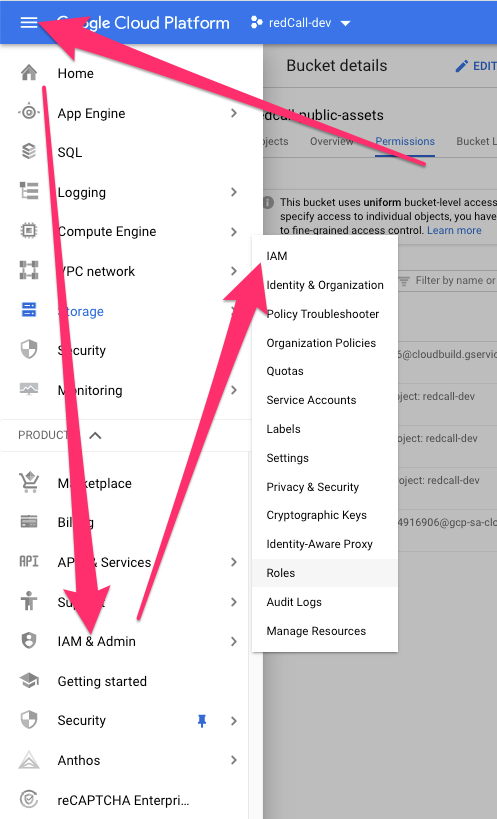 Google Cloud Platform
redCall-dev
Home
App Engine
SQL
Logging
Compute Engine
VPC network
Storage
Security
Monitoring
PRODUCT
Marketplace
Billing
APIs & Services
Support
IAM & Admin
Getting started
Security
Anthos
reCAPTCHA Enterpri...
IAM
Identity & Organization
Policy Troubleshooter
Organization Policies
Quotas
Service Accounts
Labels
Settings
Privacy & Security
Cryptographic Keys
Identity-Aware Proxy
Roles
Audit Logs
Manage Resources
Bucket details
EDIT
edcall-public-assets
bjects
Overview
Permissions
Bucket L
This bucket uses uniform bucket-level access
specify access to individual objects, you have
to fine-grained access control. Learn more
Filter by name or
6@cloudbuild.gservic
oject: redcall-dev
oject: redcall-dev
oject: redcall-dev
4916906@gcp-sa-clo